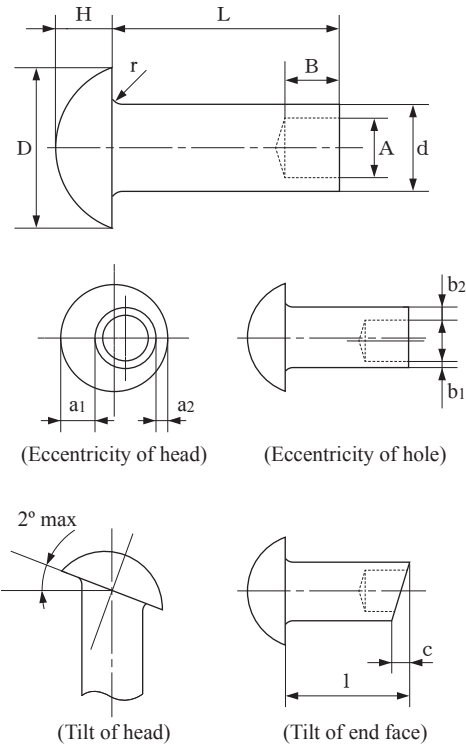 H L
r B
D A d
b2
a1 a2 b1
(Eccentricity of head) (Eccentricity of hole)
2º max
c
l
(Tilt of head) (Tilt of end face)